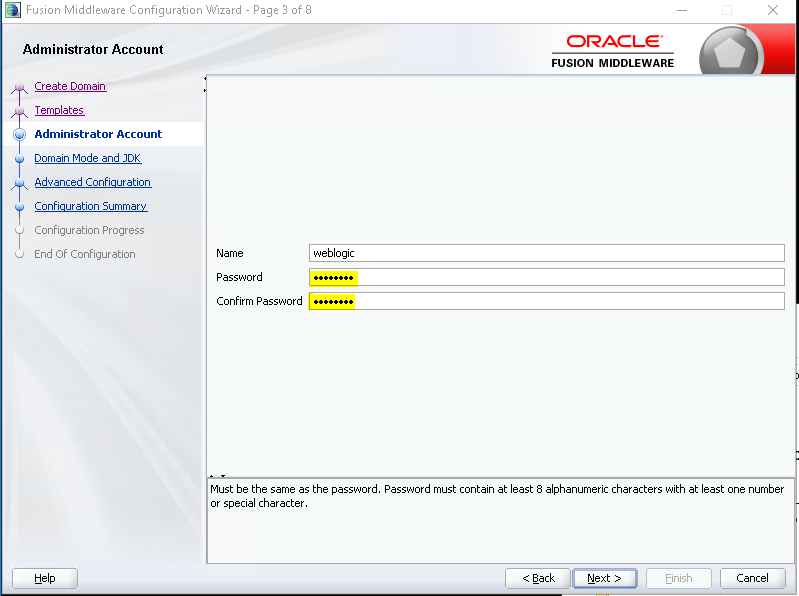 Fusion Middleware Configuration Wizard - Page 3 of 8
Administrator Account
ORACLE
FUSION MIDDLEWARE
Create Domain
Templates
Administrator Account
Domain Mode and JDK
Advanced Configuration
Configuration Summary
Configuration Progress
End Of Configuration
Name weblogic
Password ••••••••
Confirm Password ••••••••
Must be the same as the password. Password must contain at least 8 alphanumeric characters with at least one number
or special character.
Help < Back Next > Finish Cancel